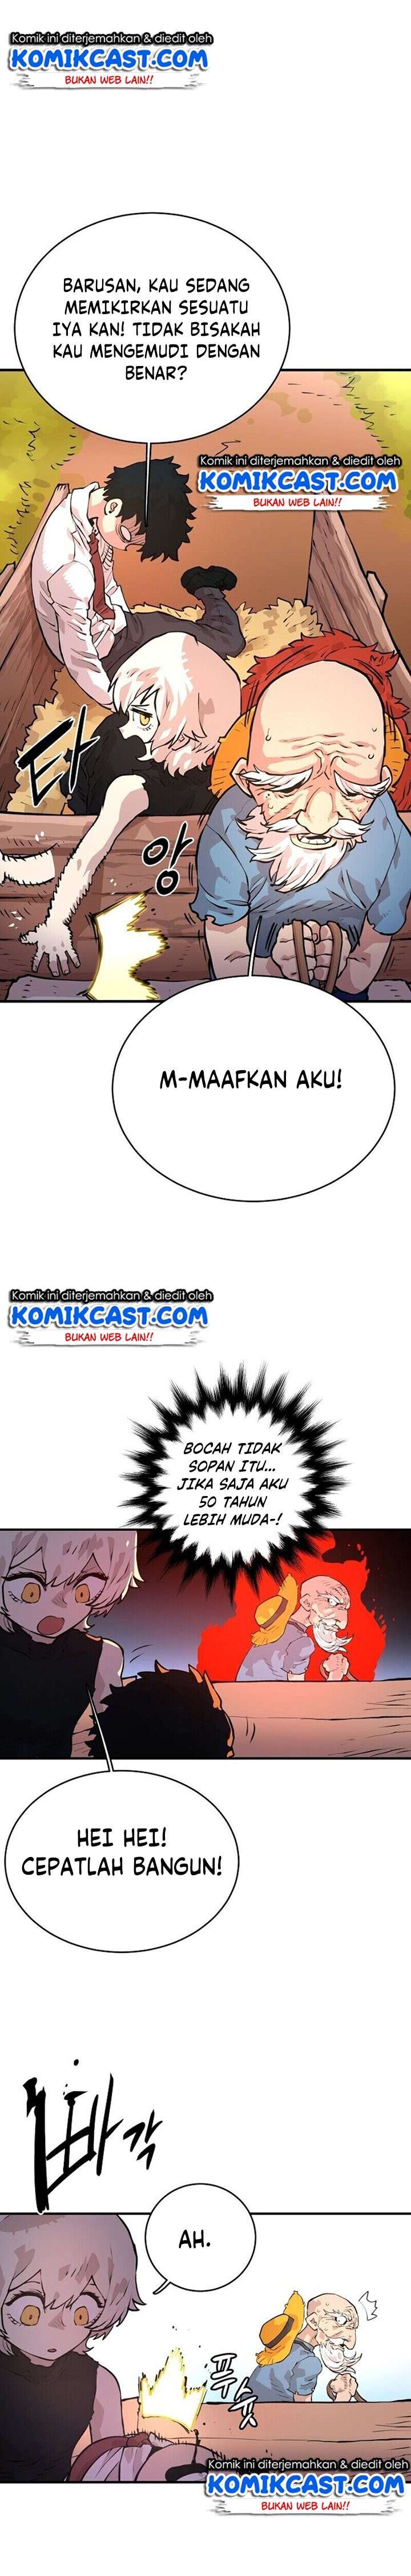 Komik ini diterjemahkan & diedit oleh
KOMIKCAST.COM
BUKAN WEB LAIN!!
BARUSAN, KAU SEDANG
MEMIKIRKAN SESUATU
IYA KAN! TIDAK BISAKAH
KAU MENGEMUDI DENGAN
BENAR?
Komik ini diterjemahkan & diedit oleh
KOMIKCAST.COM
BUKAN WEB LAIN!!
타
앙
M-MAAFKAN AKU!
Komik ini diterjemahkan & diedit oleh
KOMIKCAST.COM
BUKAN WEB LAIN!!
BOCAH TIDAK
SOPAN ITU...
JIKA SAJA AKU
50 TAHUN
LEBIH MUDA-!
HEI HEI!
CEPATLAH BANGUN!
빠각
AH.
푸슈
Komik ini diterjemahkan & diedit oleh
KOMIKCAST.COM
BUKAN WEB LAIN!!